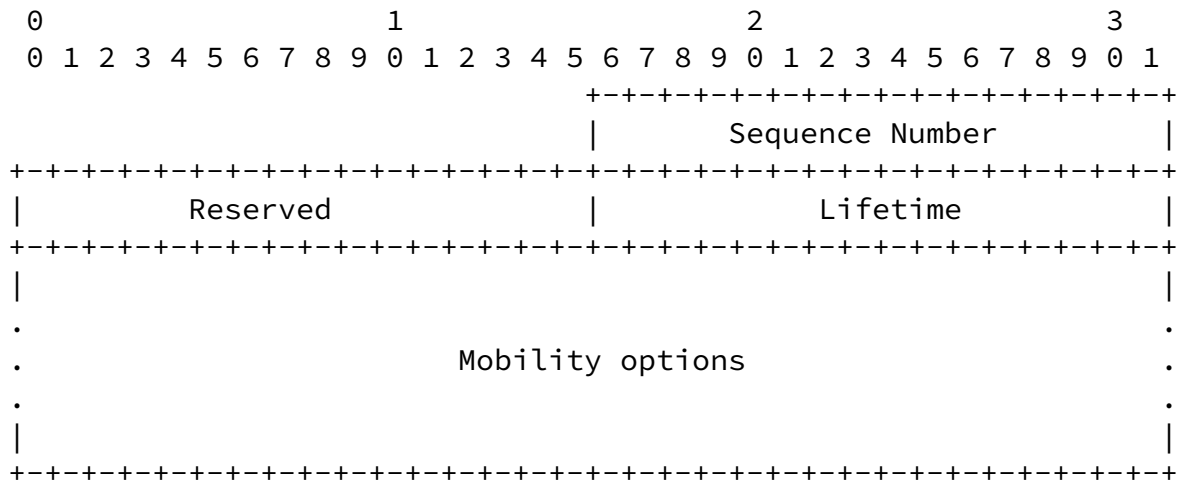 0                   1                   2                   3
 0 1 2 3 4 5 6 7 8 9 0 1 2 3 4 5 6 7 8 9 0 1 2 3 4 5 6 7 8 9 0 1
                                +-+-+-+-+-+-+-+-+-+-+-+-+-+-+-+-+
                                |       Sequence Number         |
+-+-+-+-+-+-+-+-+-+-+-+-+-+-+-+-+-+-+-+-+-+-+-+-+-+-+-+-+-+-+-+-+
|         Reserved              |            Lifetime           |
+-+-+-+-+-+-+-+-+-+-+-+-+-+-+-+-+-+-+-+-+-+-+-+-+-+-+-+-+-+-+-+-+
|                                                               |
.                                                               .
.                        Mobility options                       .
.                                                               .
|                                                               |
+-+-+-+-+-+-+-+-+-+-+-+-+-+-+-+-+-+-+-+-+-+-+-+-+-+-+-+-+-+-+-+-+